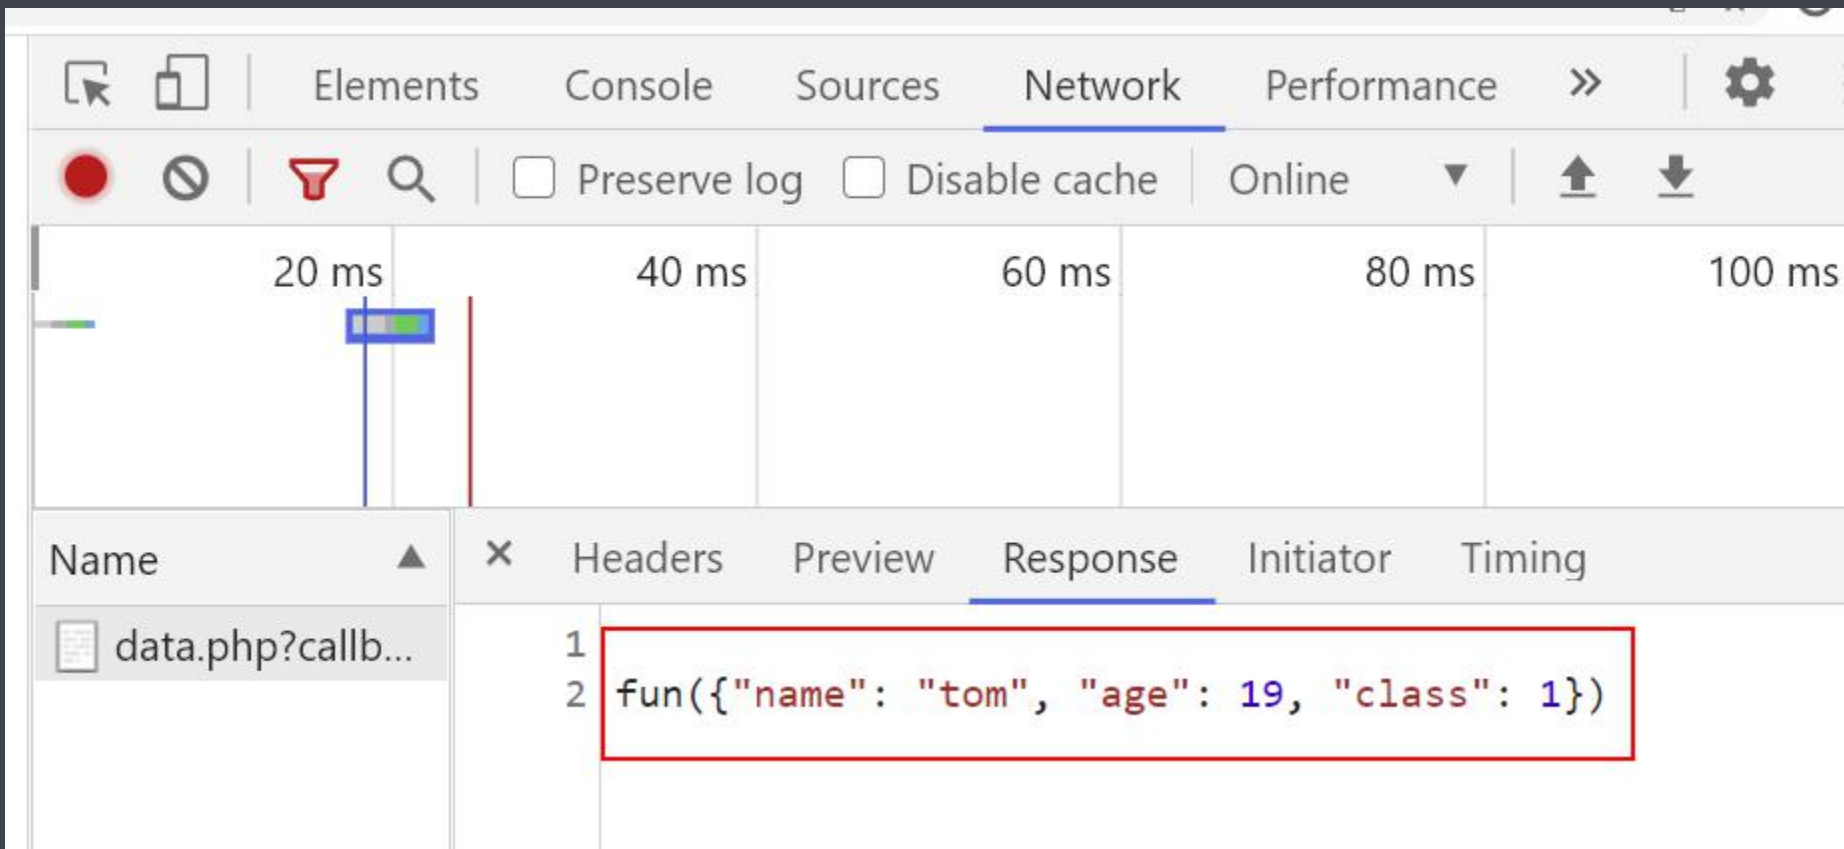 Elements Console Sources Network Performance »
Preserve log Disable cache Online
20 ms 40 ms 60 ms 80 ms 100 ms
Name
× Headers Preview Response Initiator Timing
data.php?callb...
1
2 fun({"name": "tom", "age": 19, "class": 1})